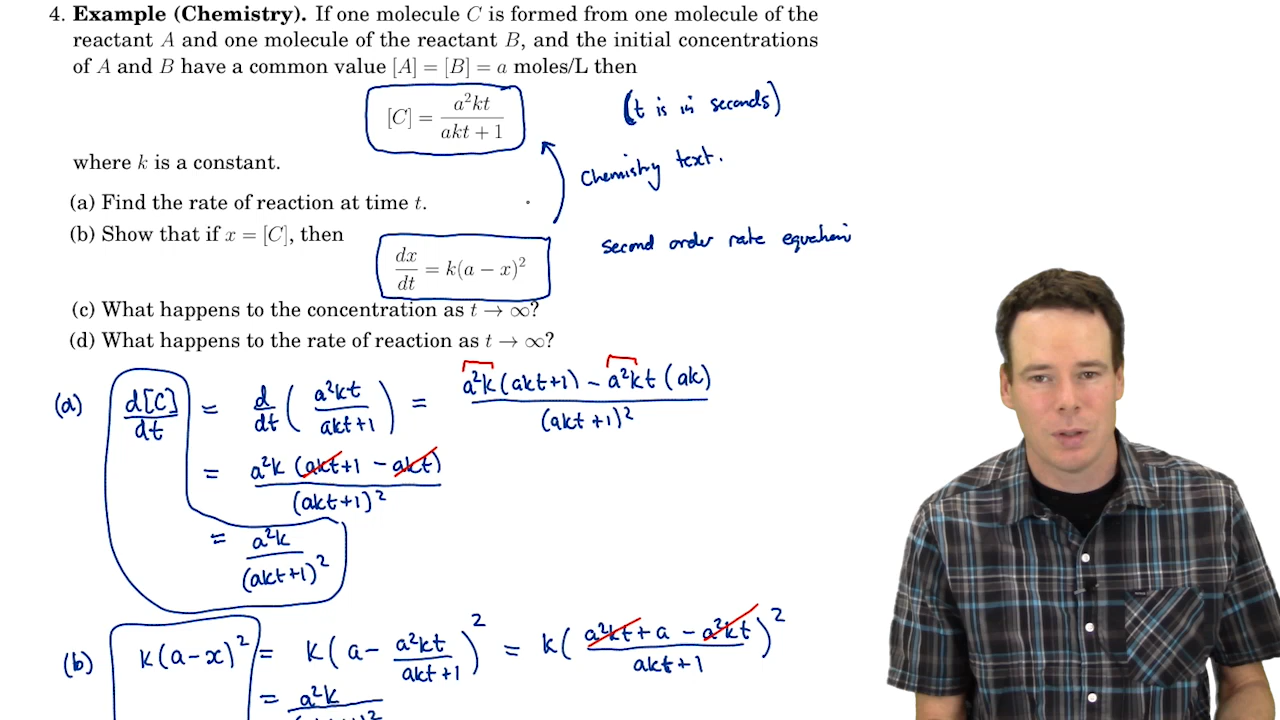 4. Example (Chemistry). If one molecule C is formed from one molecule of the
reactant A and one molecule of the reactant B, and the initial concentrations
of A and B have a common value [A] = [B] = a moles/L then
[C] = a²kt / (akt + 1)
(t is in seconds)
Chemistry text.
where k is a constant.
(a) Find the rate of reaction at time t.
(b) Show that if x = [C], then
second order rate equation
dx/dt = k(a − x)²
(c) What happens to the concentration as t → ∞?
(d) What happens to the rate of reaction as t → ∞?
(a) d[C]/dt = d/dt ( a²kt / akt+1 ) = a²k(akt+1) − a²kt(ak) / (akt+1)²
= a²k (akt+1 − akt) / (akt+1)²
= a²k / (akt+1)²
(b) k(a−x)² = k( a − a²kt / akt+1 )² = k( a²kt + a − a²kt / akt+1 )²
= a²k